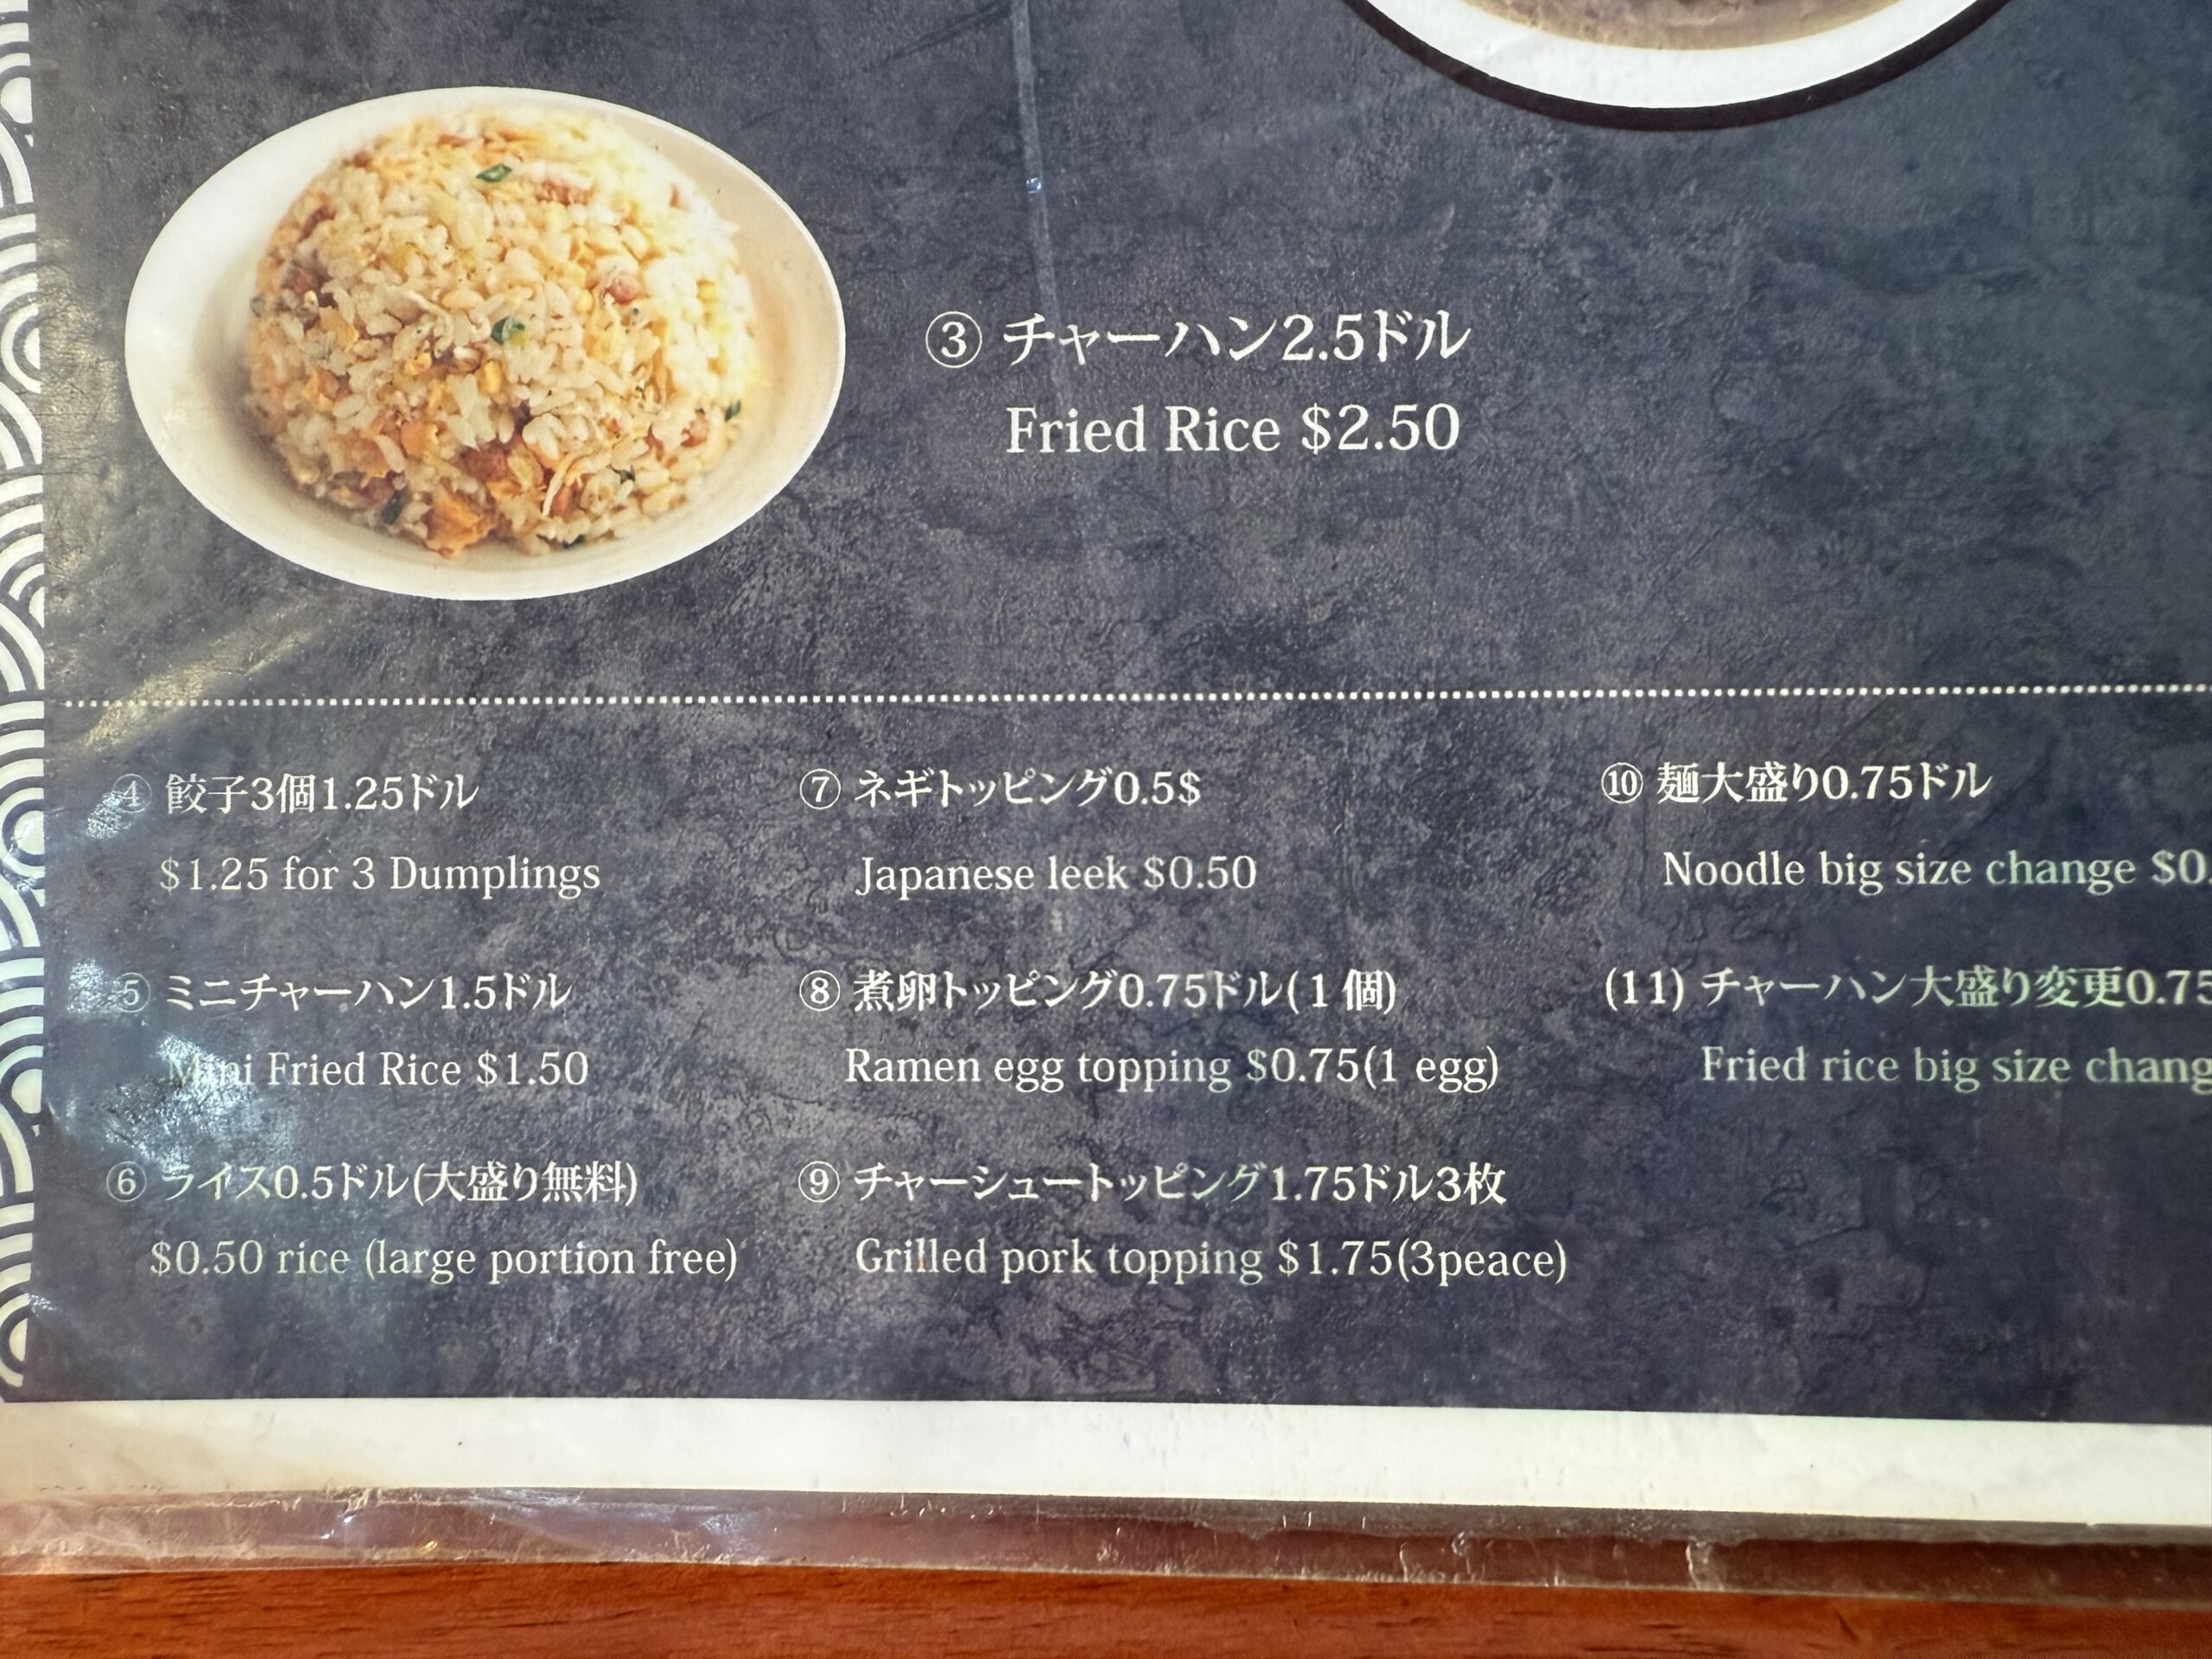 ③ チャーハン2.5ドル
Fried Rice $2.50
④ 餃子3個1.25ドル
$1.25 for 3 Dumplings
⑤ ミニチャーハン1.5ドル
Mini Fried Rice $1.50
⑥ ライス0.5ドル(大盛り無料)
$0.50 rice (large portion free)
⑦ ネギトッピング0.5$
Japanese leek $0.50
⑧ 煮卵トッピング0.75ドル(1 個)
Ramen egg topping $0.75(1 egg)
⑨ チャーシュートッピング1.75ドル3枚
Grilled pork topping $1.75(3peace)
⑩ 麺大盛り0.75ドル
Noodle big size change $0.
(11) チャーハン大盛り変更0.75
Fried rice big size chang